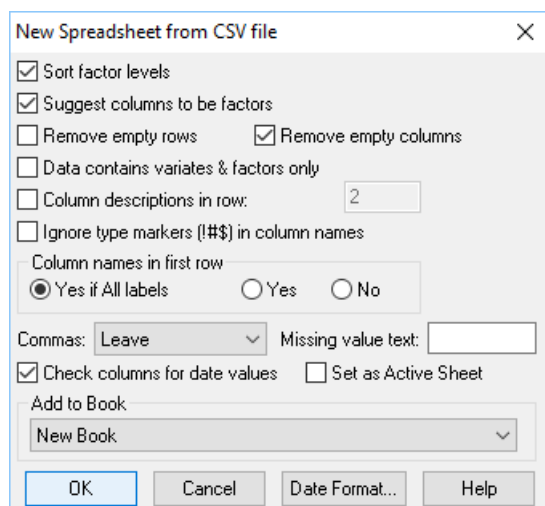 New Spreadsheet from CSV file
Sort factor levels
Suggest columns to be factors
Remove empty rows Remove empty columns
Data contains variates & factors only
Column descriptions in row: 2
Ignore type markers (!#$) in column names
Column names in first row
Yes if All labels Yes No
Commas: Leave Missing value text:
Check columns for date values Set as Active Sheet
Add to Book
New Book
OK Cancel Date Format... Help